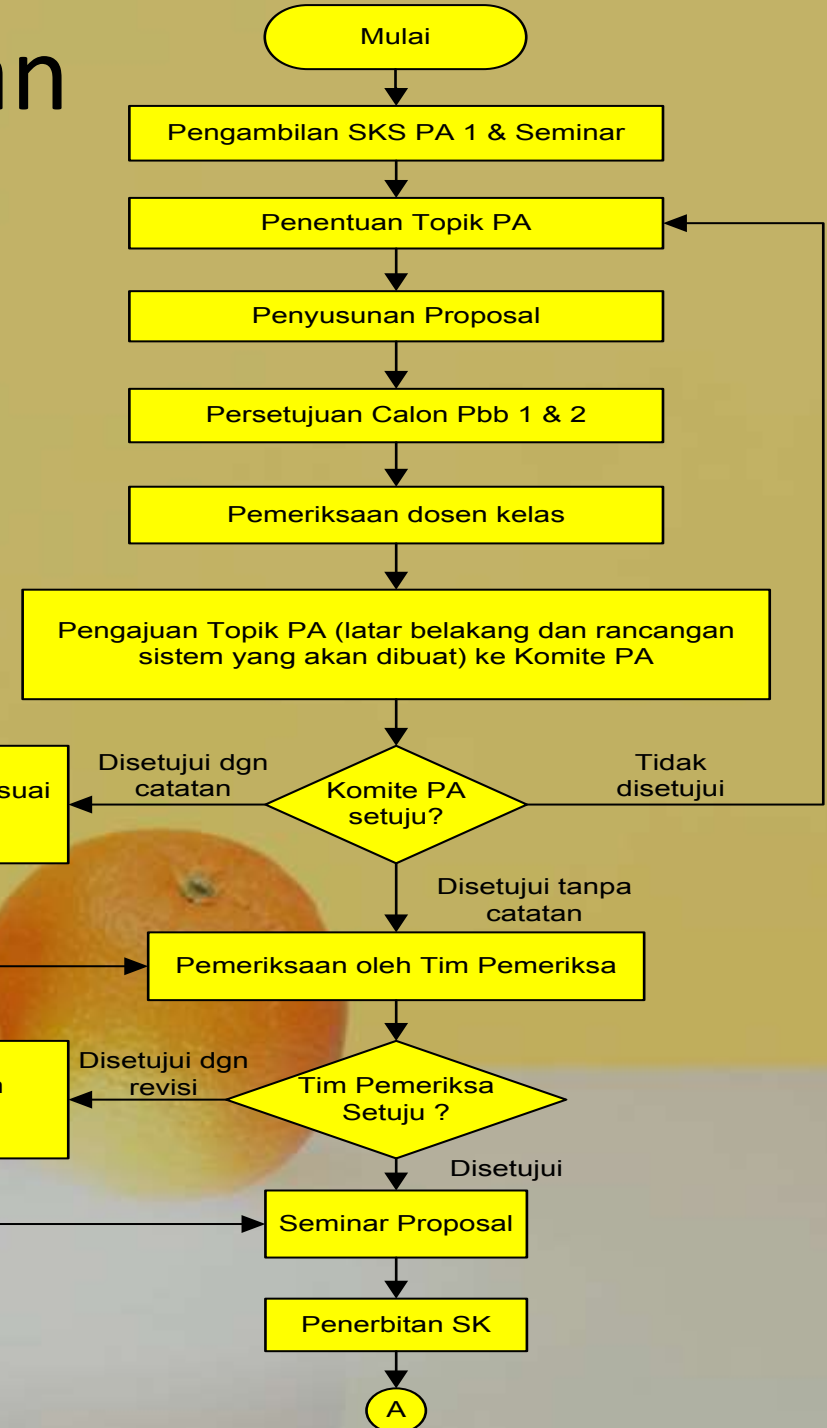 Mulai
Pengambilan SKS PA 1 & Seminar
Penentuan Topik PA
Penyusunan Proposal
Persetujuan Calon Pbb 1 & 2
Pemeriksaan dosen kelas
Pengajuan Topik PA (latar belakang dan rancangan
sistem yang akan dibuat) ke Komite PA
Disetujui dgn
catatan
Komite PA
setuju?
Tidak
disetujui
Disetujui tanpa
catatan
Pemeriksaan oleh Tim Pemeriksa
Disetujui dgn
revisi
Tim Pemeriksa
Setuju ?
Disetujui
Seminar Proposal
Penerbitan SK
A